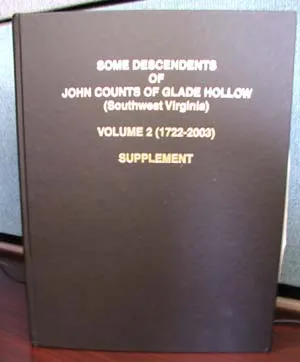 SOME DESCENDENTS
OF
JOHN COUNTS OF GLADE HOLLOW
(Southwest Virginia)
VOLUME 2 (1722-2003)
SUPPLEMENT